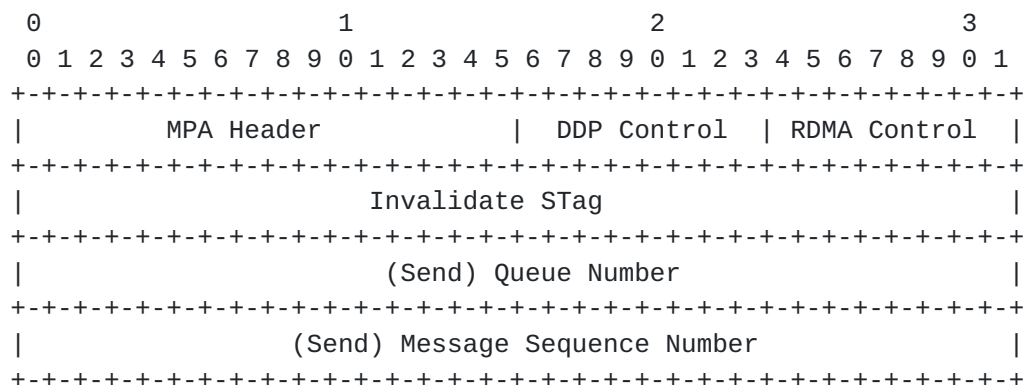 0                   1                   2                   3
 0 1 2 3 4 5 6 7 8 9 0 1 2 3 4 5 6 7 8 9 0 1 2 3 4 5 6 7 8 9 0 1
+-+-+-+-+-+-+-+-+-+-+-+-+-+-+-+-+-+-+-+-+-+-+-+-+-+-+-+-+-+-+-+-+
|         MPA Header            |  DDP Control  | RDMA Control  |
+-+-+-+-+-+-+-+-+-+-+-+-+-+-+-+-+-+-+-+-+-+-+-+-+-+-+-+-+-+-+-+-+
|                      Invalidate STag                          |
+-+-+-+-+-+-+-+-+-+-+-+-+-+-+-+-+-+-+-+-+-+-+-+-+-+-+-+-+-+-+-+-+
|                       (Send) Queue Number                     |
+-+-+-+-+-+-+-+-+-+-+-+-+-+-+-+-+-+-+-+-+-+-+-+-+-+-+-+-+-+-+-+-+
|                 (Send) Message Sequence Number                |
+-+-+-+-+-+-+-+-+-+-+-+-+-+-+-+-+-+-+-+-+-+-+-+-+-+-+-+-+-+-+-+-+